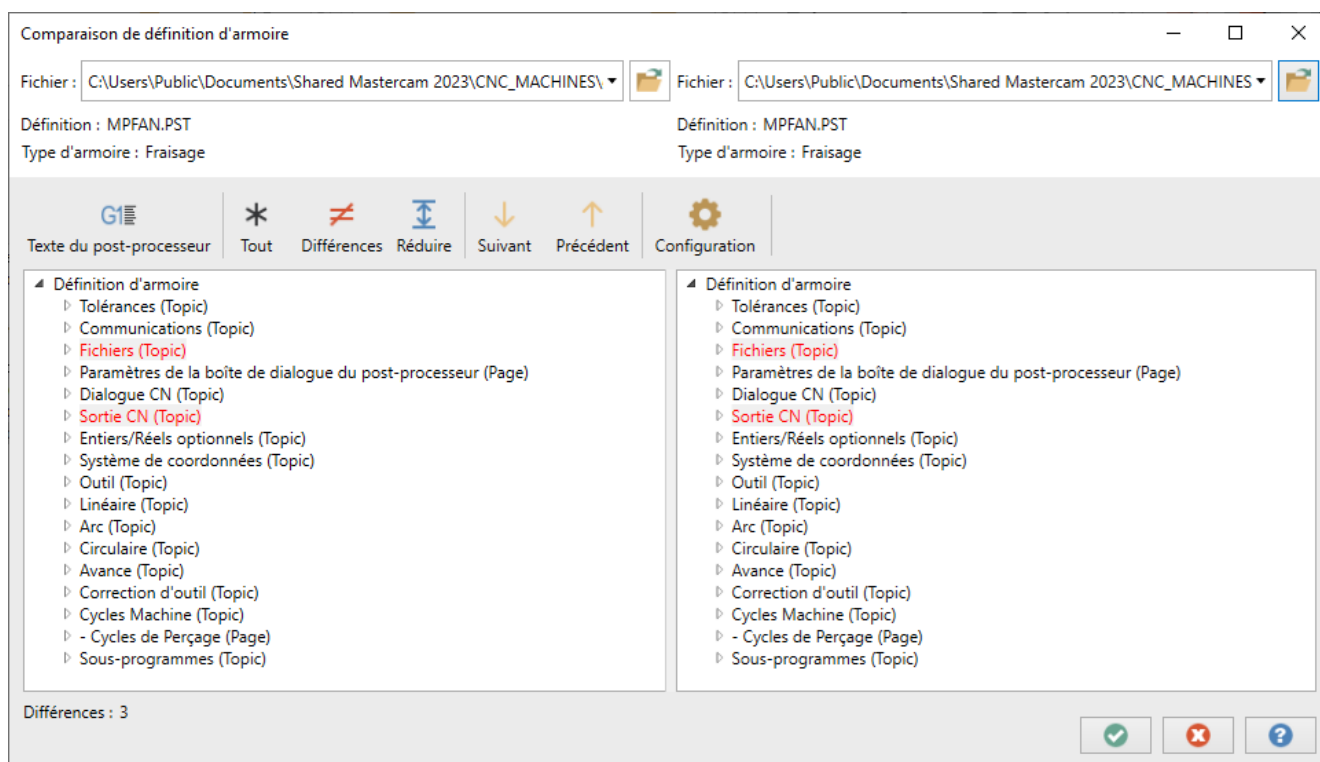 Comparaison de définition d'armoire
Fichier : C:\Users\Public\Documents\Shared Mastercam 2023\CNC_MACHINES\ Fichier : C:\Users\Public\Documents\Shared Mastercam 2023\CNC_MACHINES
Définition : MPFAN.PST Définition : MPFAN.PST
Type d'armoire : Fraisage Type d'armoire : Fraisage
G1
Texte du post-processeur Tout Différences Réduire Suivant Précédent Configuration
Définition d'armoire
Tolérances (Topic)
Communications (Topic)
Fichiers (Topic)
Paramètres de la boîte de dialogue du post-processeur (Page)
Dialogue CN (Topic)
Sortie CN (Topic)
Entiers/Réels optionnels (Topic)
Système de coordonnées (Topic)
Outil (Topic)
Linéaire (Topic)
Arc (Topic)
Circulaire (Topic)
Avance (Topic)
Correction d'outil (Topic)
Cycles Machine (Topic)
- Cycles de Perçage (Page)
Sous-programmes (Topic)
Définition d'armoire
Tolérances (Topic)
Communications (Topic)
Fichiers (Topic)
Paramètres de la boîte de dialogue du post-processeur (Page)
Dialogue CN (Topic)
Sortie CN (Topic)
Entiers/Réels optionnels (Topic)
Système de coordonnées (Topic)
Outil (Topic)
Linéaire (Topic)
Arc (Topic)
Circulaire (Topic)
Avance (Topic)
Correction d'outil (Topic)
Cycles Machine (Topic)
- Cycles de Perçage (Page)
Sous-programmes (Topic)
Différences : 3